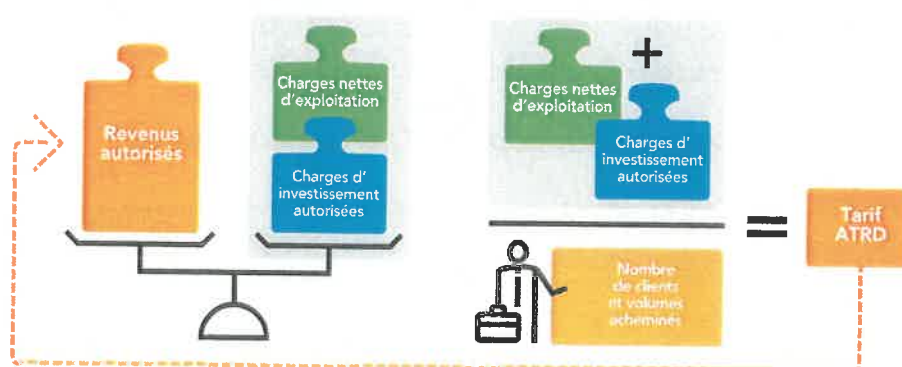 Revenus
autorisés
Charges nettes
d'exploitation
Charges d'
investissement
autorisées
Charges nettes
d'exploitation
+
Charges d'
investissement
autorisées
=
Tarif
ATRD
Nombre
de clients
et volumes
acheminés